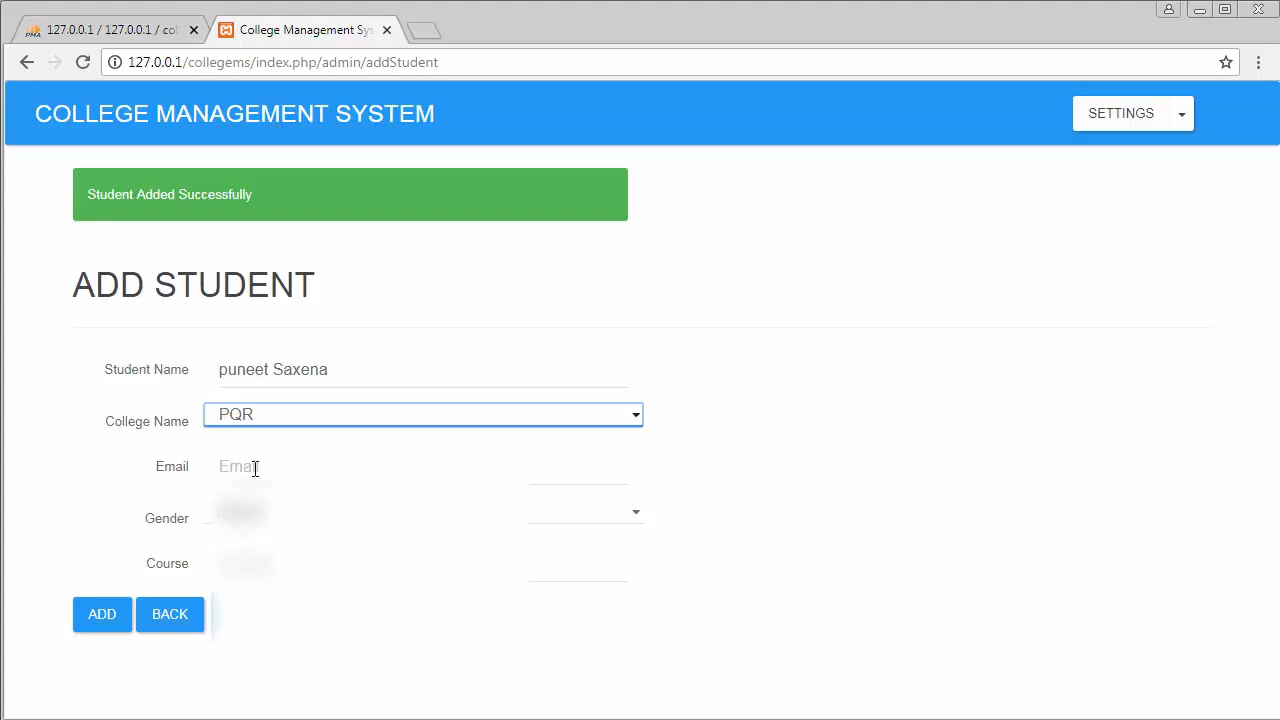 127.0.0.1 / 127.0.0.1 / col
College Management Sys
127.0.0.1/collegems/index.php/admin/addStudent
COLLEGE MANAGEMENT SYSTEM
SETTINGS
Student Added Successfully
ADD STUDENT
Student Name puneet Saxena
College Name PQR
Email Email
Gender
Course
ADD BACK